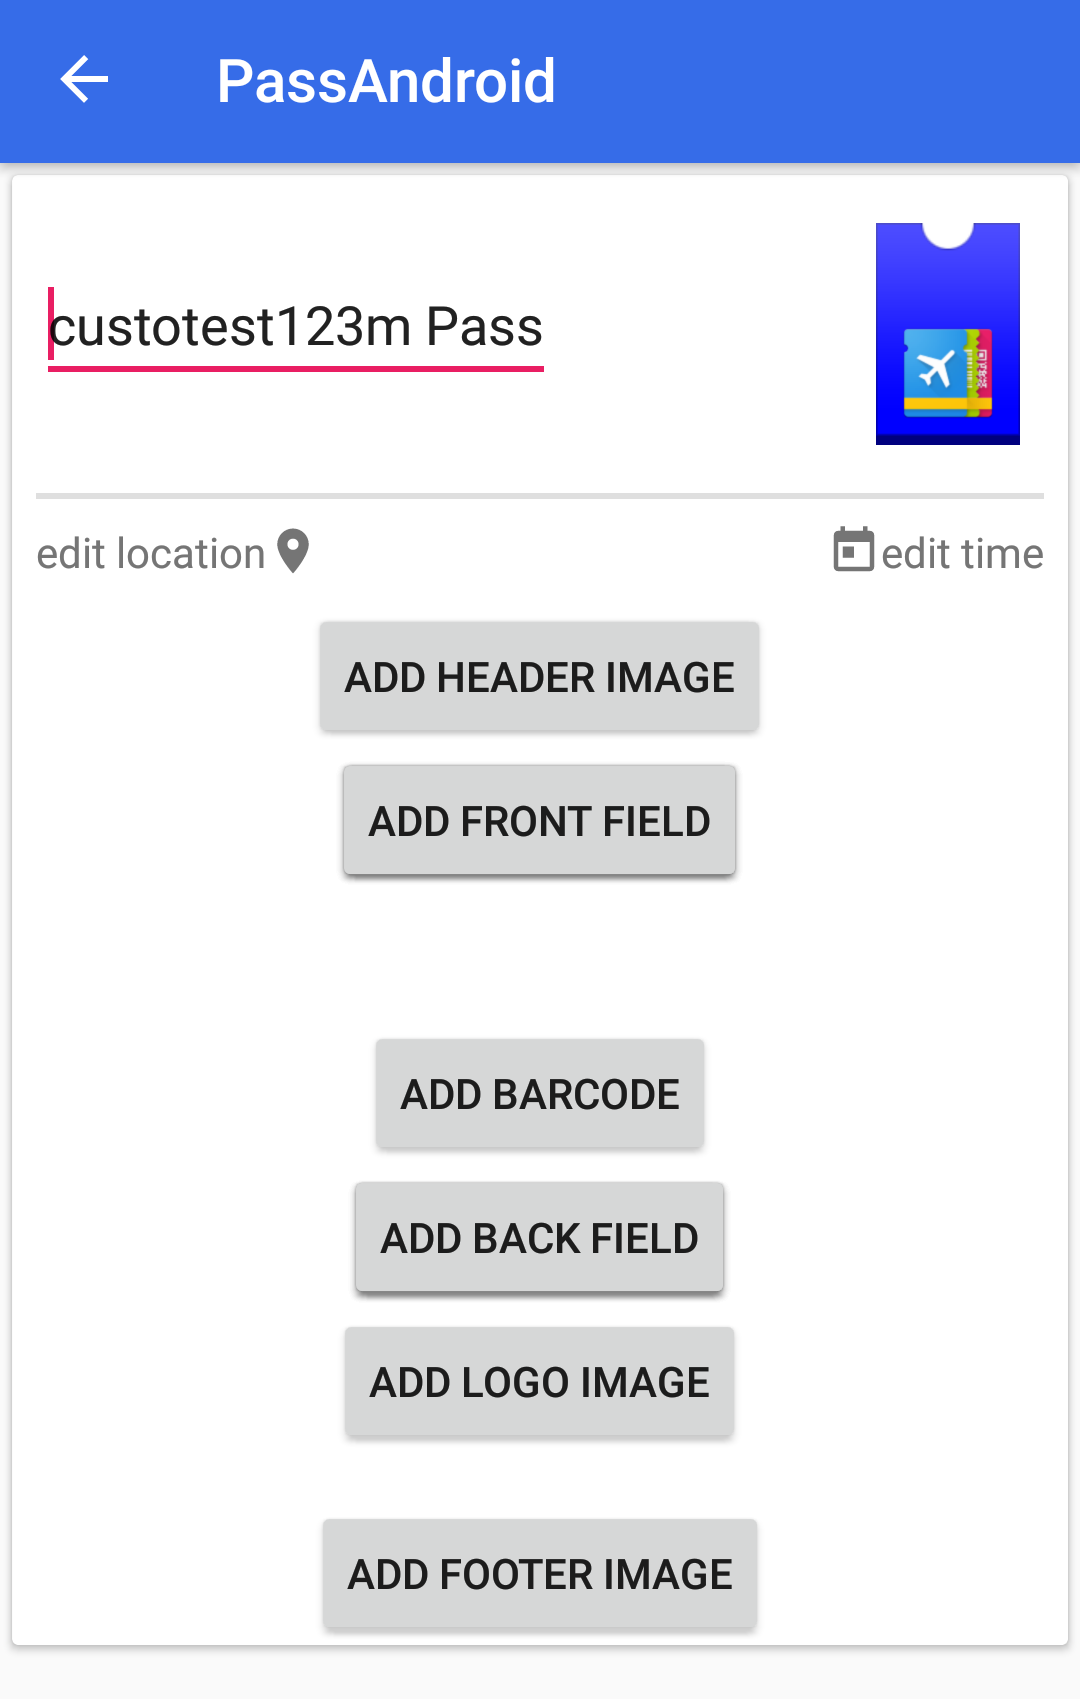 PassAndroid
custotest123m Pass
edit location
edit time
ADD HEADER IMAGE
ADD FRONT FIELD
ADD BARCODE
ADD BACK FIELD
ADD LOGO IMAGE
ADD FOOTER IMAGE